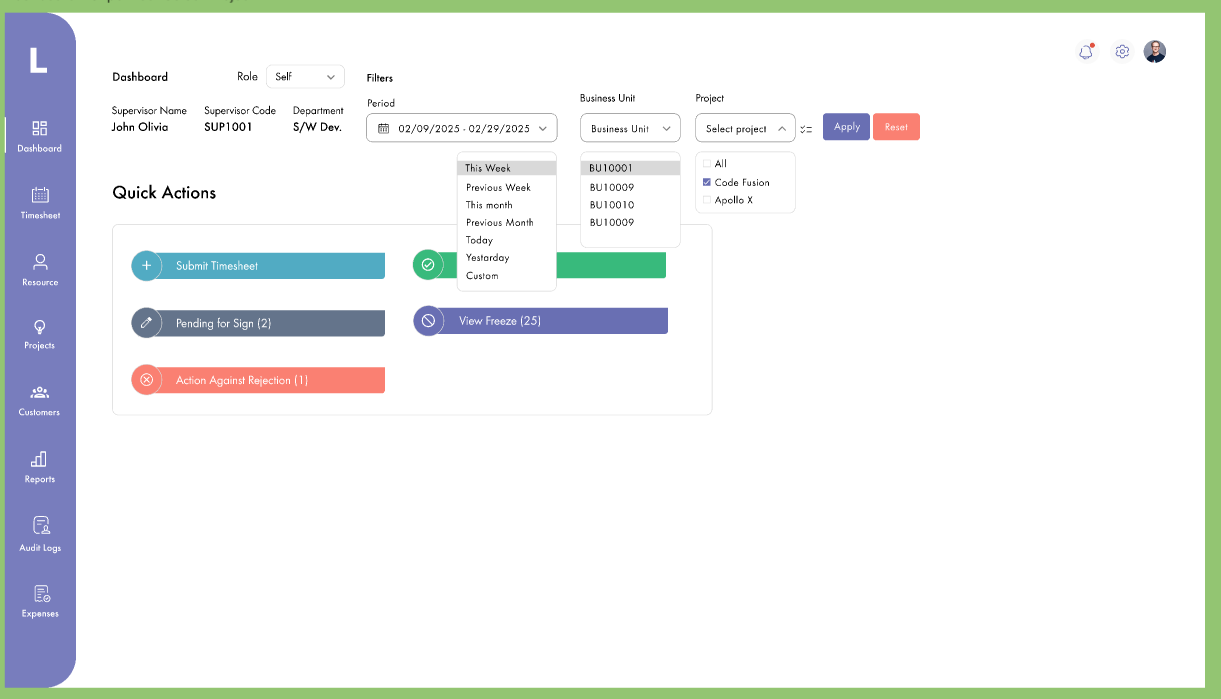 L
Dashboard
Timesheet
Resource
Projects
Customers
Reports
Audit Logs
Expenses
Dashboard
Role
Self
Filters
Supervisor Name
John Olivia
Supervisor Code
SUP1001
Department
S/W Dev.
Period
02/09/2025 - 02/29/2025
Business Unit
Business Unit
Project
Select project
Apply
Reset
This Week
Previous Week
This month
Previous Month
Today
Yestarday
Custom
BU10001
BU10009
BU10010
BU10009
All
Code Fusion
Apollo X
Quick Actions
Submit Timesheet
Pending for Sign (2)
View Freeze (25)
Action Against Rejection (1)